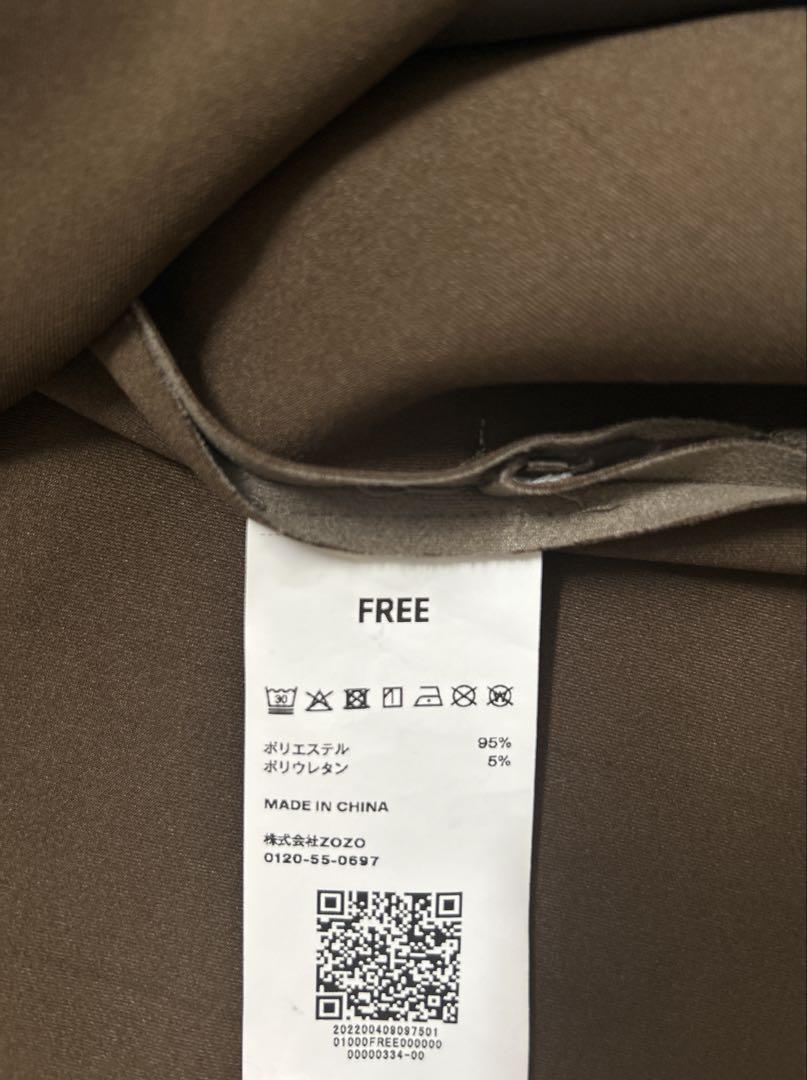 FREE
30
ポリエステル 95%
ポリウレタン 5%
MADE IN CHINA
株式会社ZOZO
0120-55-0697
202200409097501
01000FREE000000
00000334-00